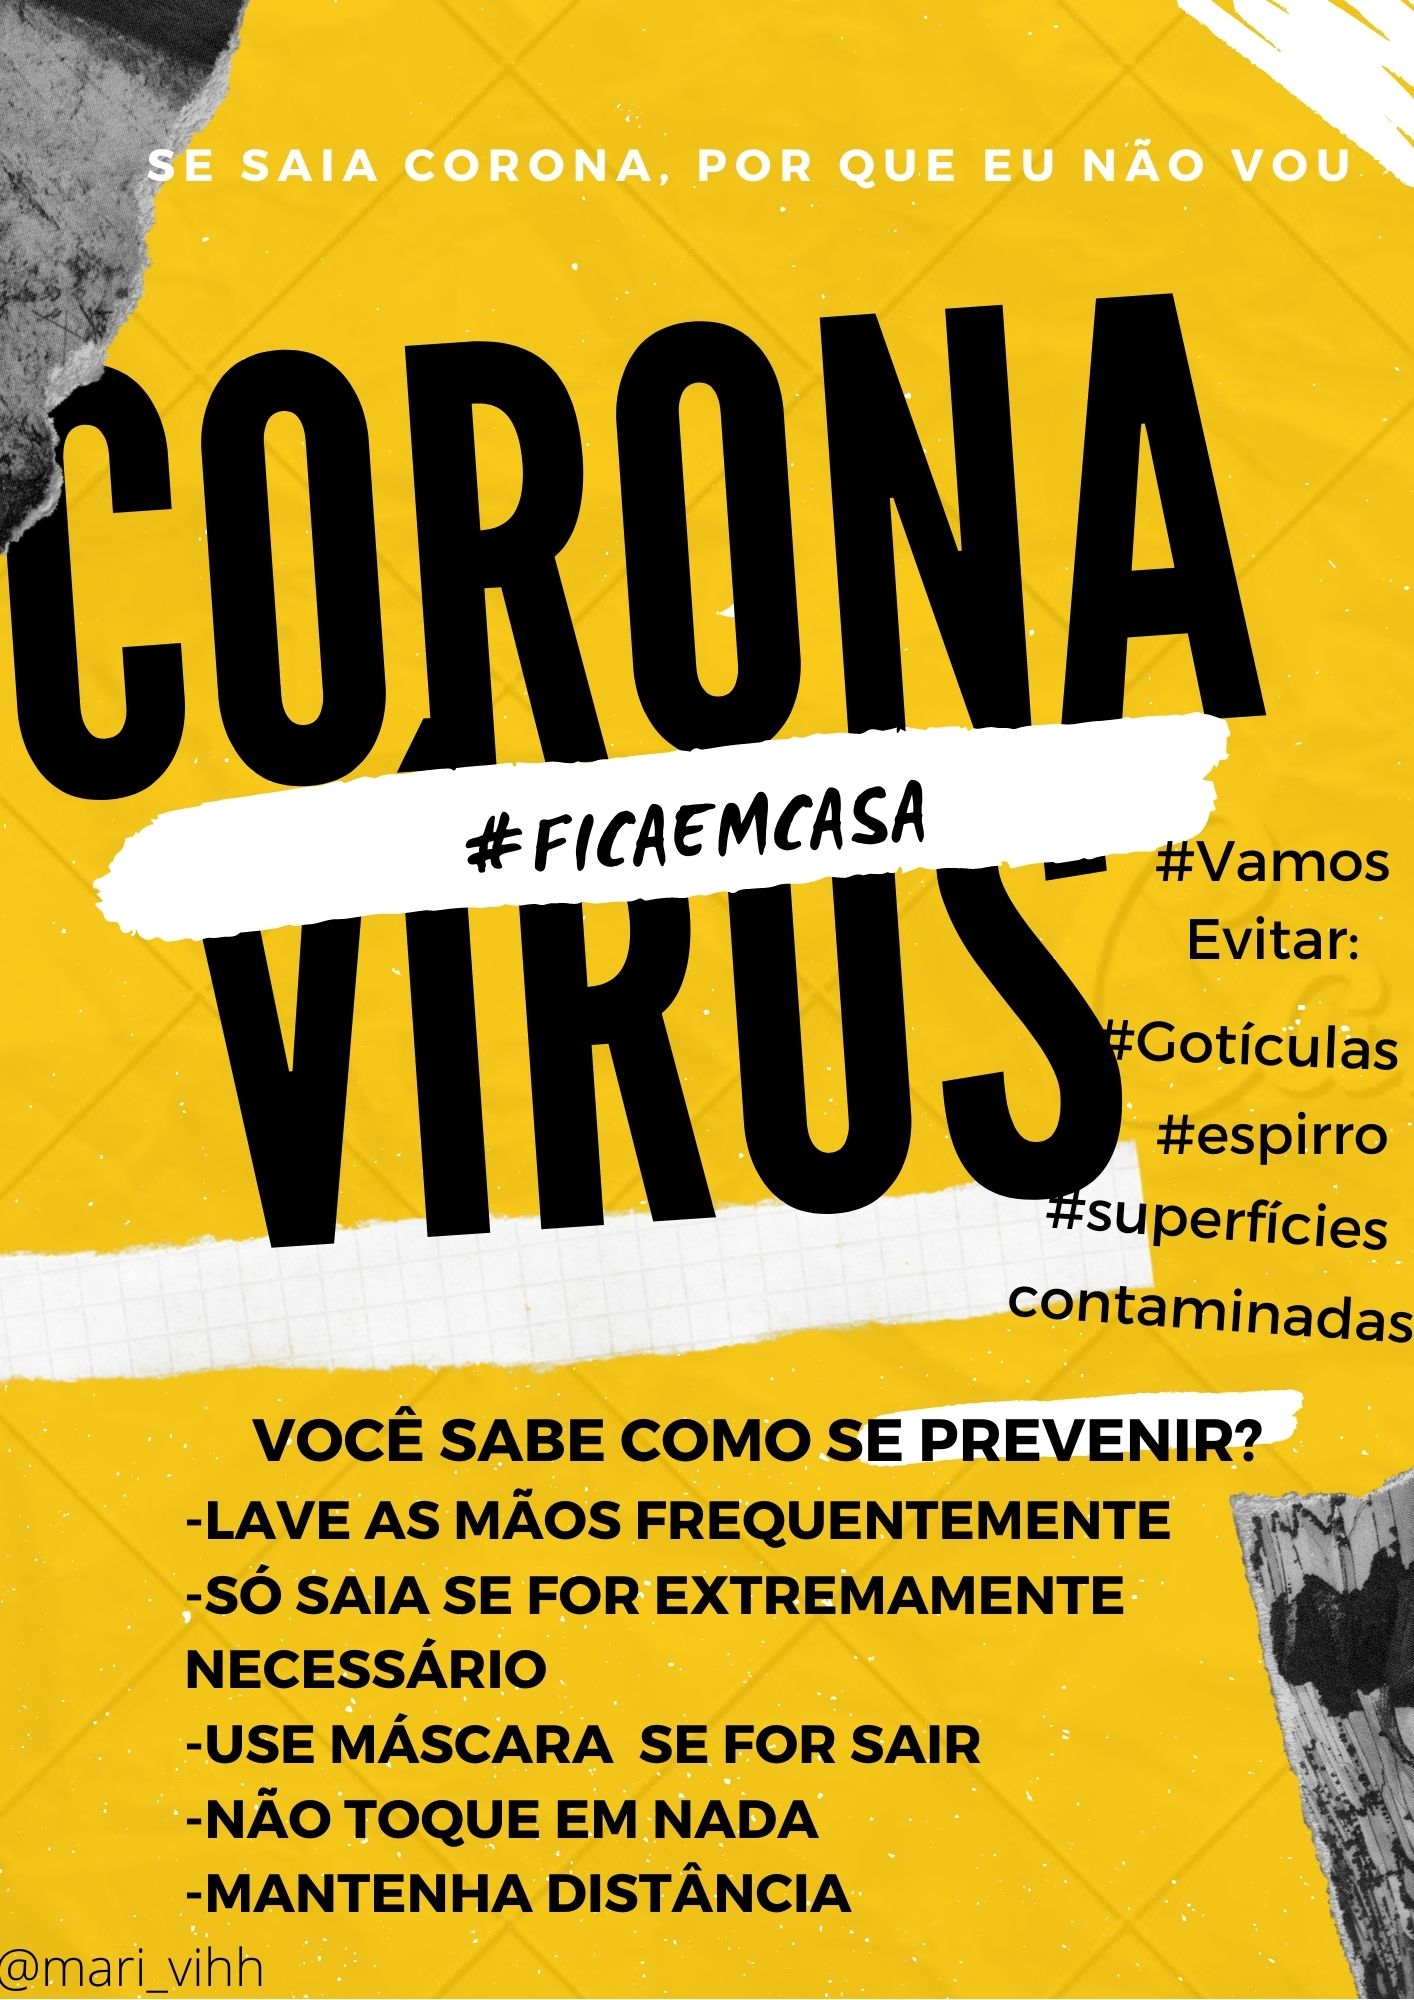 SE SAIA CORONA, POR QUE EU NÃO VOU
CORONA
#FICAEMCASA
VÍRUS
#Vamos
Evitar:
#Gotículas
#espirro
#superfícies
contaminadas
VOCÊ SABE COMO SE PREVENIR?
-LAVE AS MÃOS FREQUENTEMENTE
-SÓ SAIA SE FOR EXTREMAMENTE
NECESSÁRIO
-USE MÁSCARA  SE FOR SAIR
-NÃO TOQUE EM NADA
-MANTENHA DISTÂNCIA
@mari_vihh